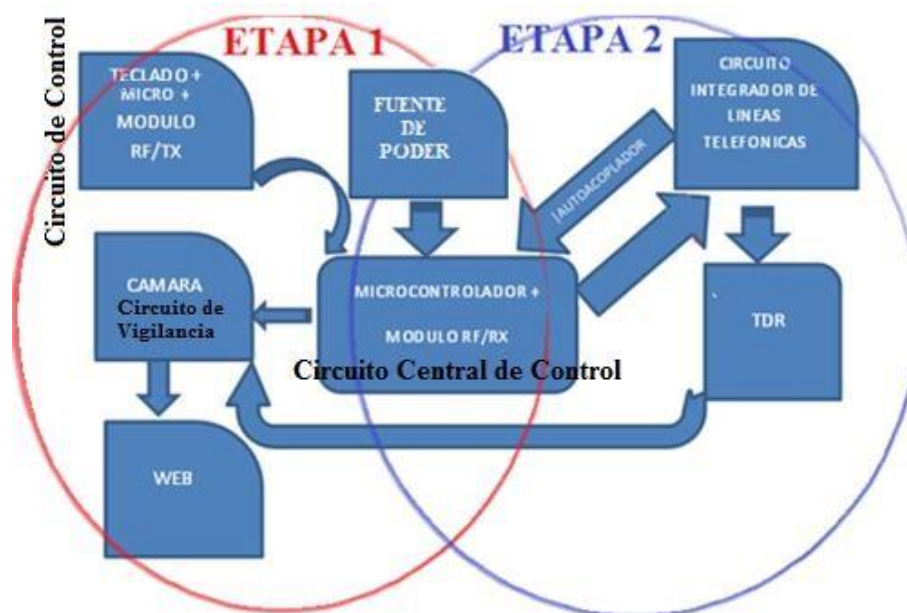 ETAPA 1
ETAPA 2
Circuito de Control
TECLADO +
MICRO +
MODULO
RF/TX
FUENTE
DE
PODER
CIRCUITO
INTEGRADOR DE
LINEAS
TELEFONICAS
|AUTOACOPLADOR
CAMARA
Circuito de
Vigilancia
MICROCONTROLADOR +
MODULO RF/RX
Circuito Central de Control
TDR
WEB